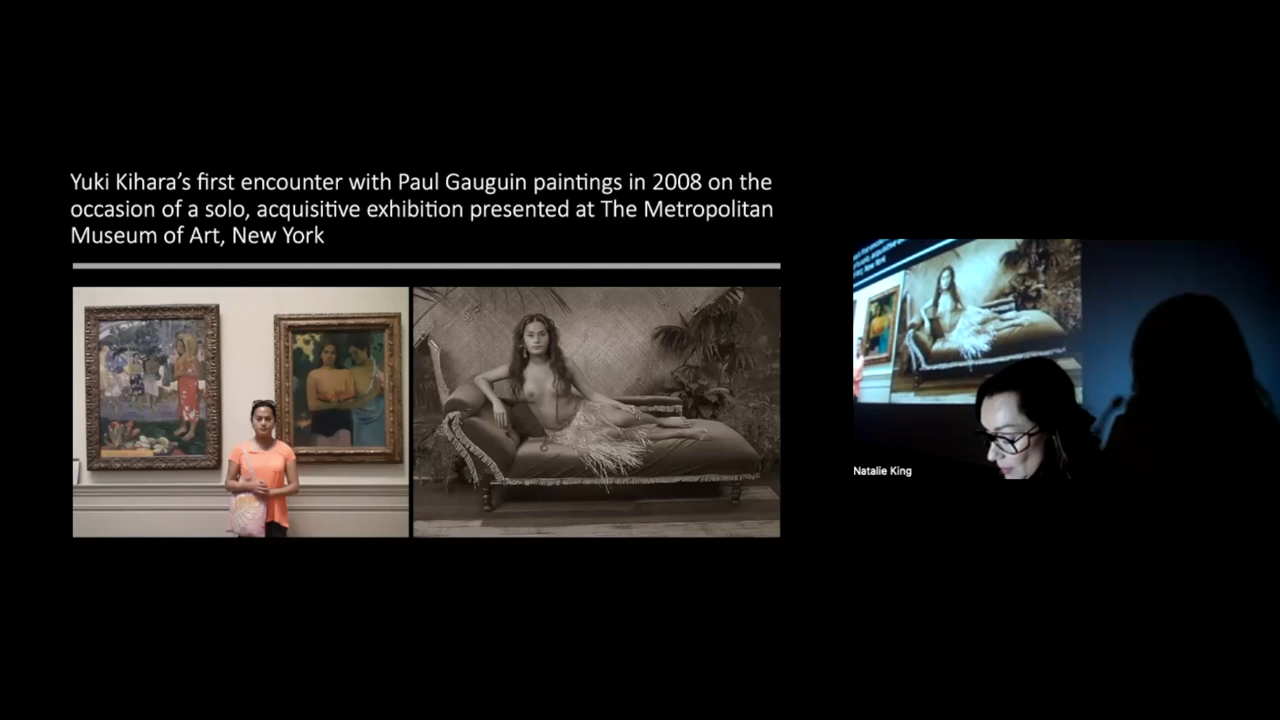 Yuki Kihara’s first encounter with Paul Gauguin paintings in 2008 on the
occasion of a solo, acquisitive exhibition presented at The Metropolitan
Museum of Art, New York
Natalie King